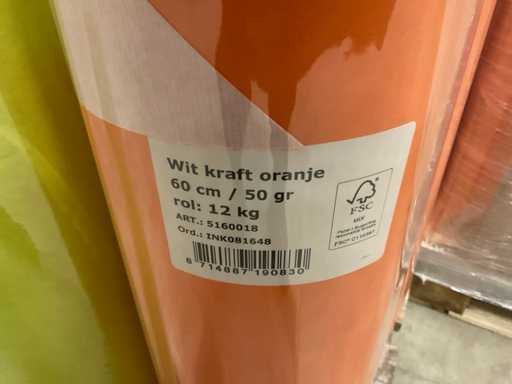 Wit kraft oranje
60 cm / 50 gr
rol: 12 kg
ART.: 5160018
Ord.: INK081648
8 714887 190830
FSC
MIX